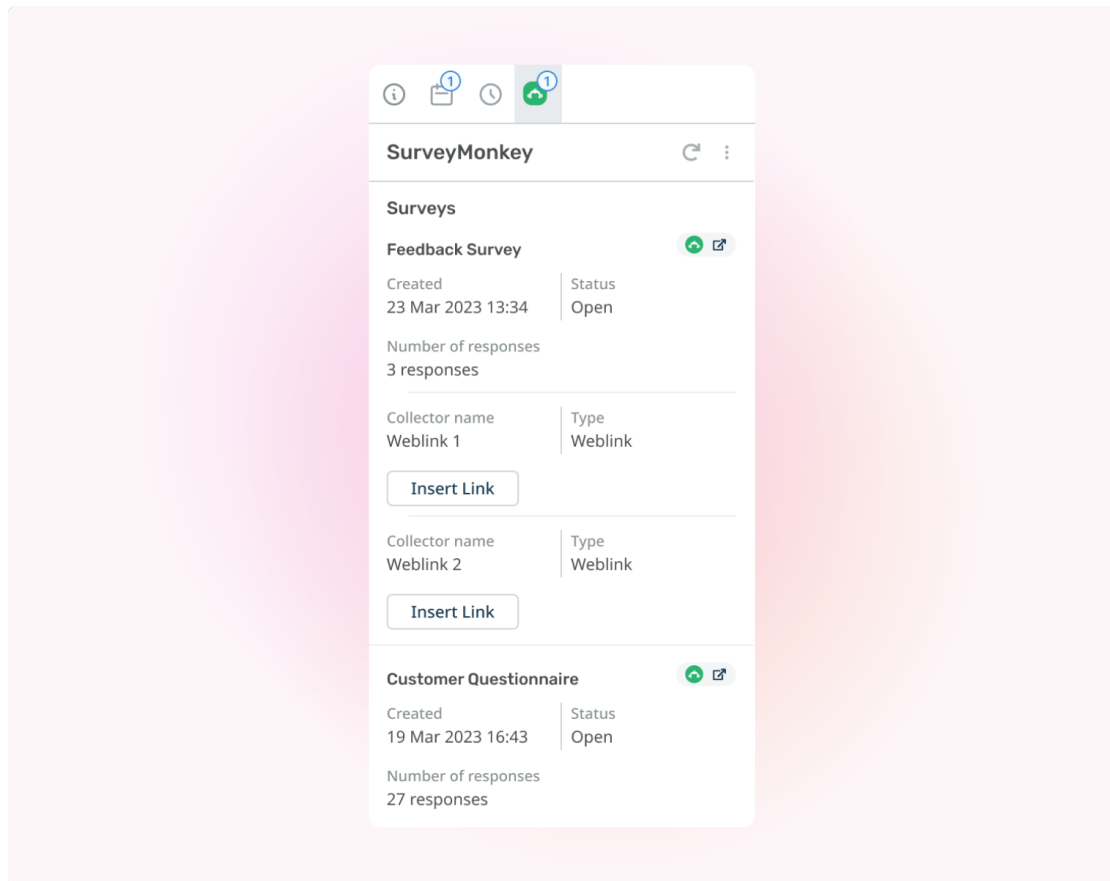 1
1
SurveyMonkey
Surveys
Feedback Survey
Created
Status
23 Mar 2023 13:34
Open
Number of responses
3 responses
Collector name
Type
Weblink 1
Weblink
Insert Link
Collector name
Type
Weblink 2
Weblink
Insert Link
Customer Questionnaire
Created
Status
19 Mar 2023 16:43
Open
Number of responses
27 responses